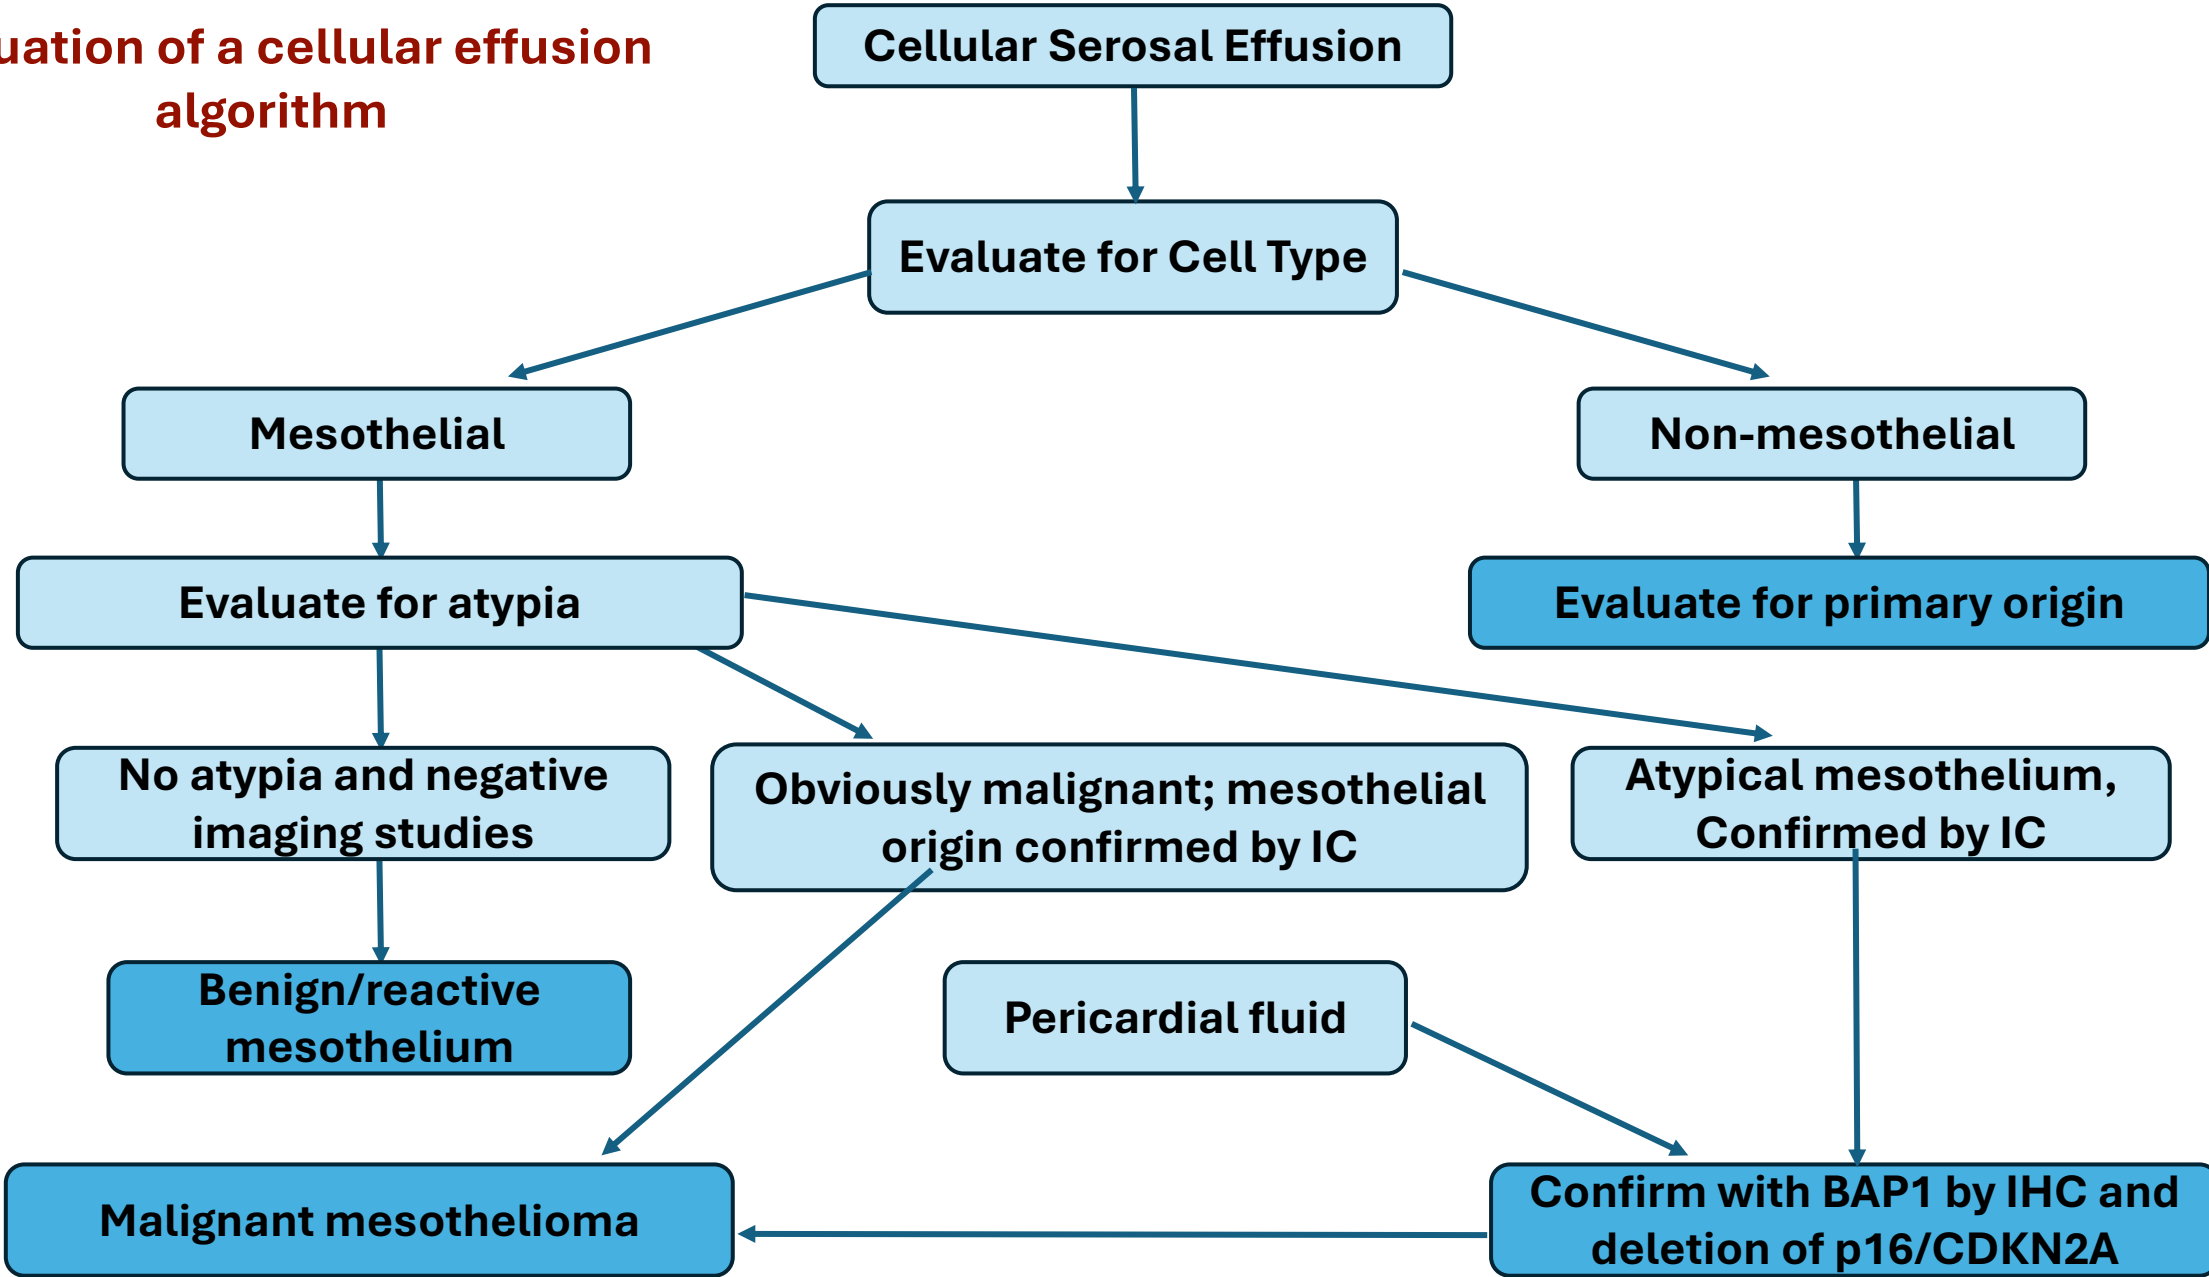 uation of a cellular effusion
algorithm
Cellular Serosal Effusion
Evaluate for Cell Type
Mesothelial
Non-mesothelial
Evaluate for atypia
Evaluate for primary origin
No atypia and negative
imaging studies
Obviously malignant; mesothelial
origin confirmed by IC
Atypical mesothelium,
Confirmed by IC
Benign/reactive
mesothelium
Pericardial fluid
Malignant mesothelioma
Confirm with BAP1 by IHC and
deletion of p16/CDKN2A